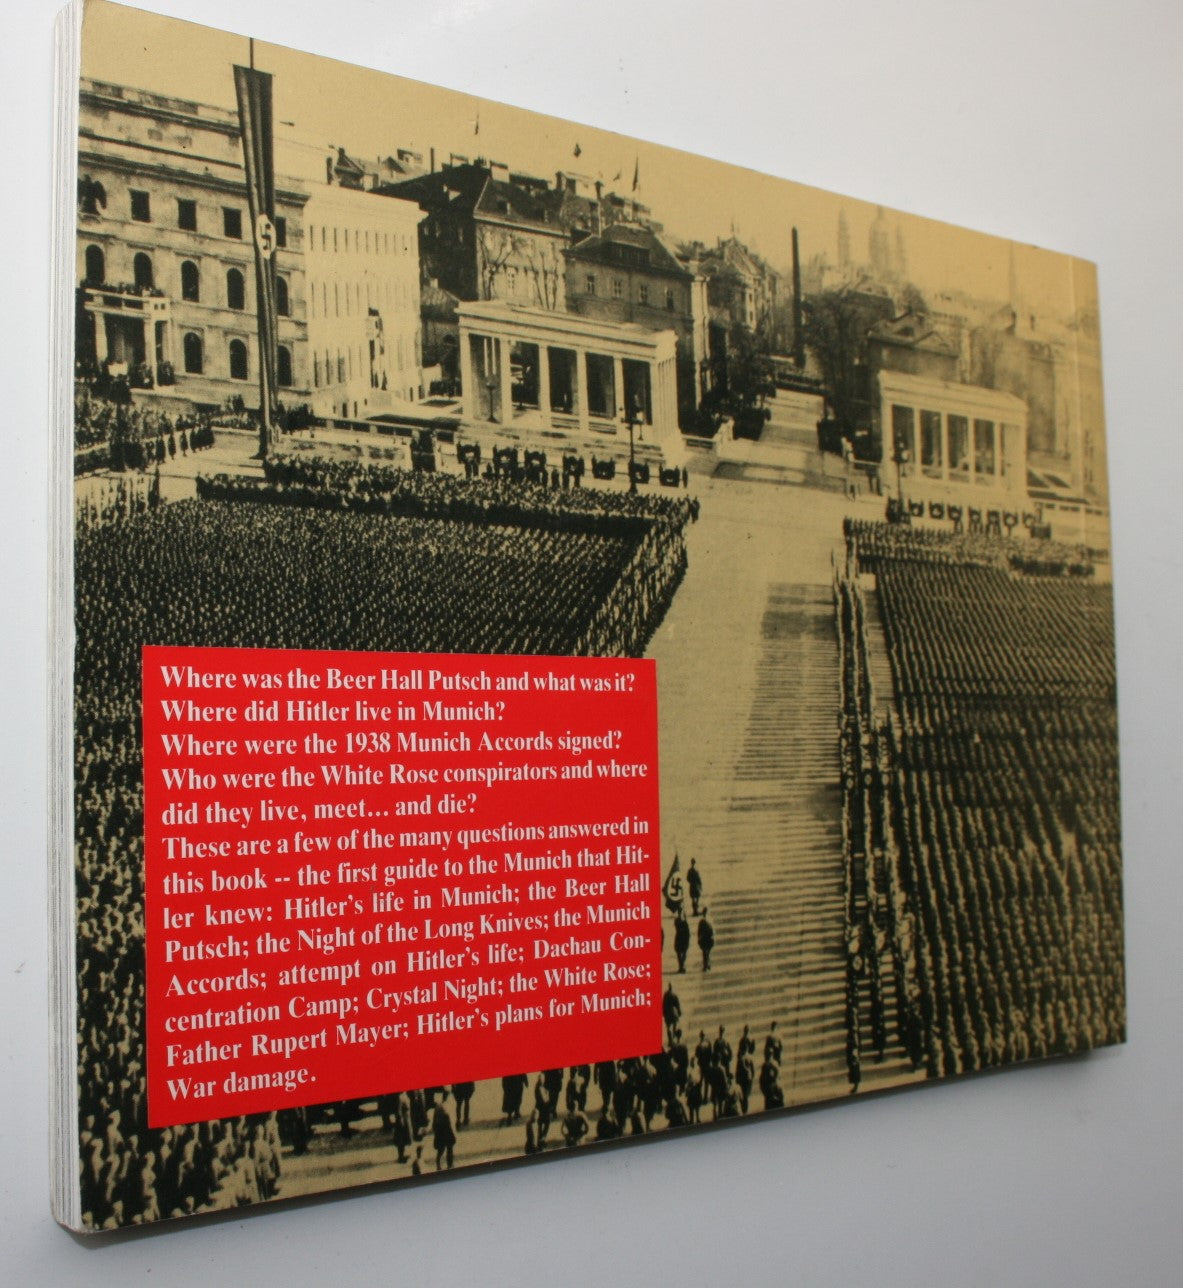 Where was the Beer Hall Putsch and what was it?
Where did Hitler live in Munich?
Where were the 1938 Munich Accords signed?
Who were the White Rose conspirators and where
did they live, meet... and die?
These are a few of the many questions answered in
this book -- the first guide to the Munich that Hit-
ler knew: Hitler's life in Munich; the Beer Hall
Putsch; the Night of the Long Knives; the Munich
Accords; attempt on Hitler's life; Dachau Con-
centration Camp; Crystal Night; the White Rose;
Father Rupert Mayer; Hitler's plans for Munich;
War damage.